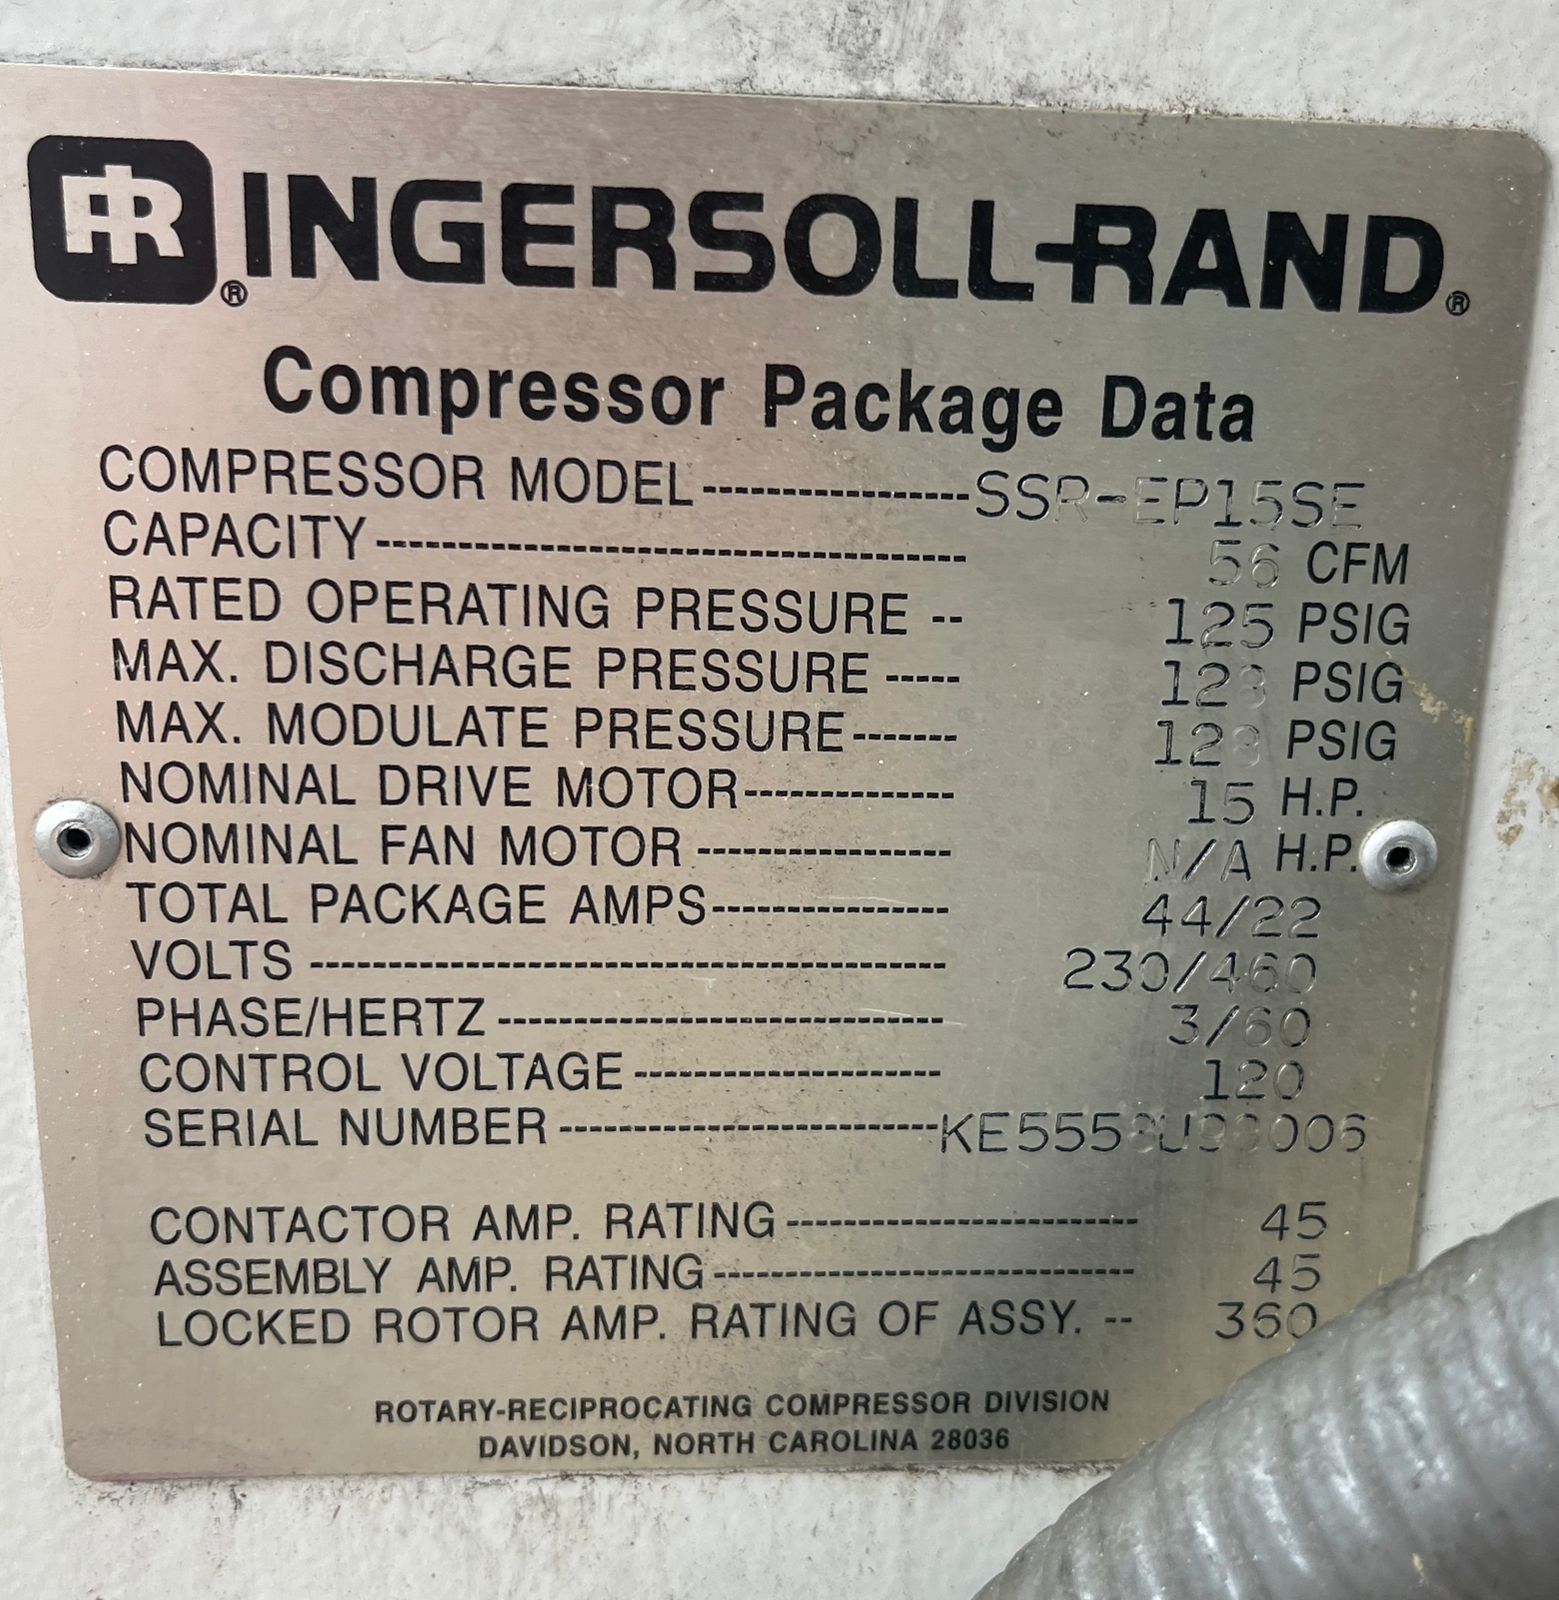 IR® INGERSOLL-RAND®
Compressor Package Data
COMPRESSOR MODEL-----------------SSR-EP15SE
CAPACITY------------------------------------ 56 CFM
RATED OPERATING PRESSURE -- 125 PSIG
MAX. DISCHARGE PRESSURE ----- 128 PSIG
MAX. MODULATE PRESSURE------- 128 PSIG
NOMINAL DRIVE MOTOR-------------- 15 H.P.
NOMINAL FAN MOTOR ----------------- N/A H.P.
TOTAL PACKAGE AMPS---------------- 44/22
VOLTS ----------------------------------------- 230/460
PHASE/HERTZ ----------------------------- 3/60
CONTROL VOLTAGE -------------------- 120
SERIAL NUMBER -------------------------
CONTACTOR AMP. RATING -------------------------- 45
ASSEMBLY AMP. RATING ------------------------------- 45
LOCKED ROTOR AMP. RATING OF ASSY. -- 360
ROTARY-RECIPROCATING COMPRESSOR DIVISION
DAVIDSON, NORTH CAROLINA 28036